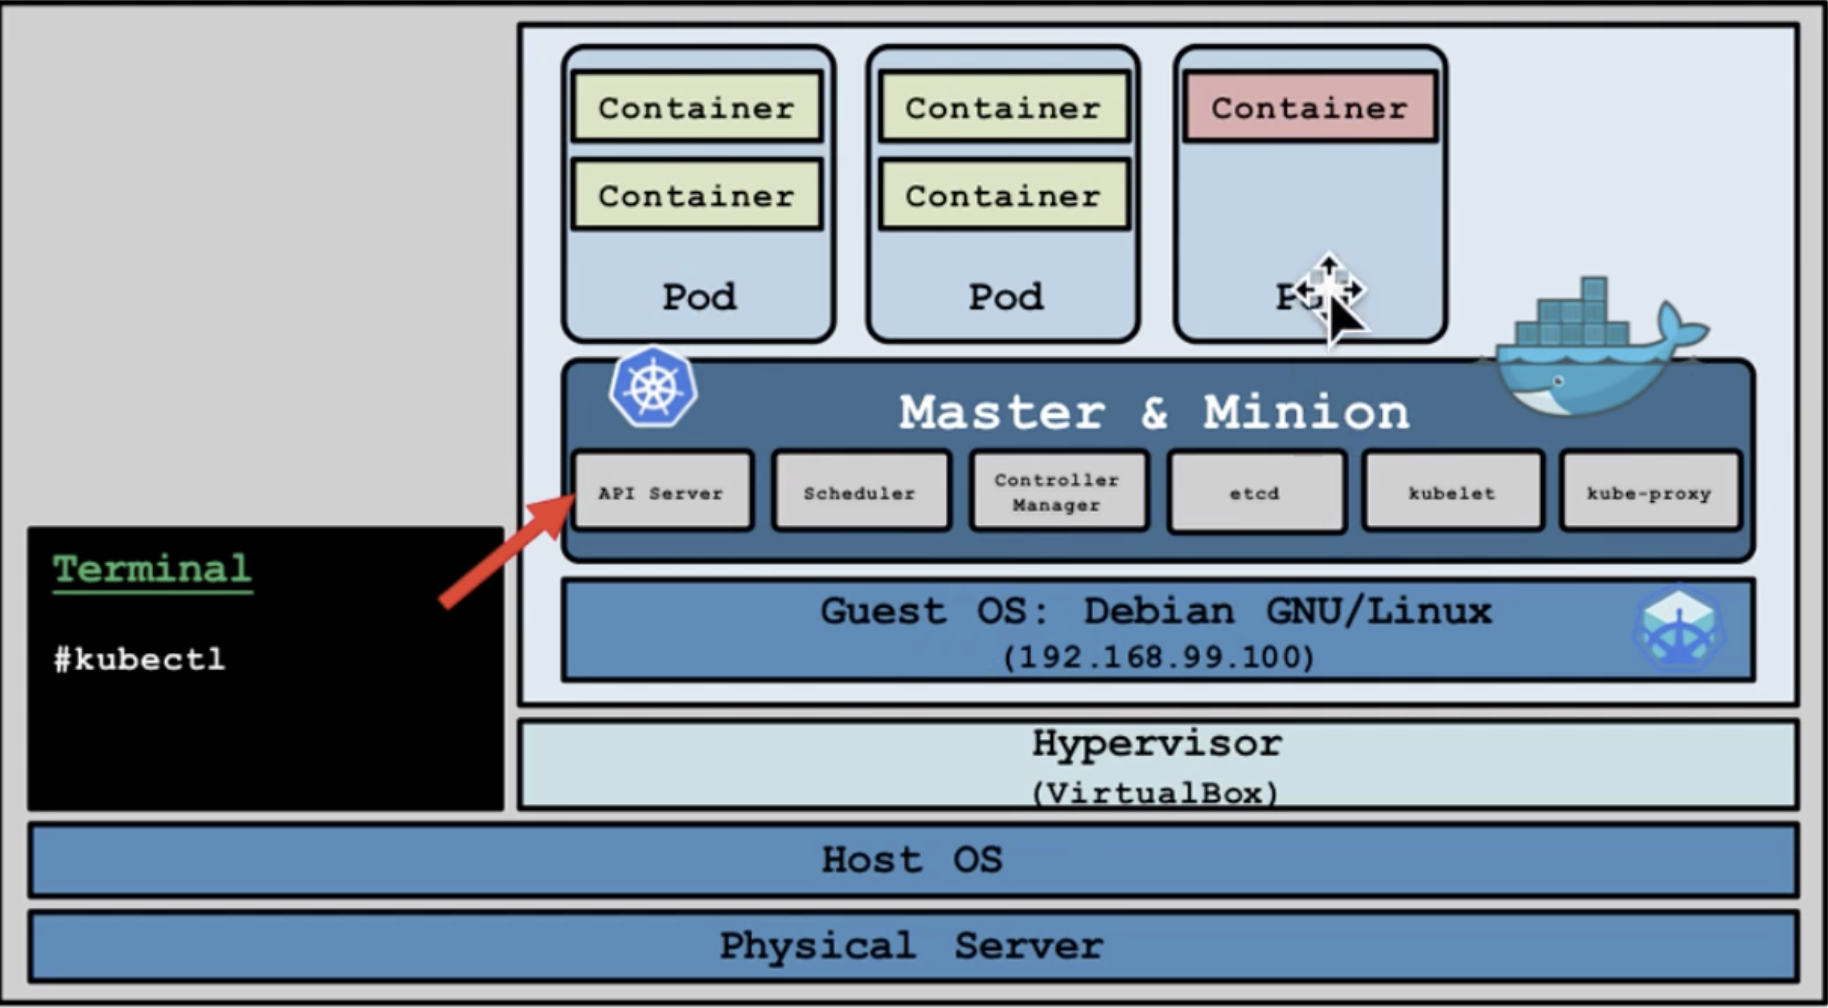 Container
Container
Pod
Container
Container
Pod
Container
Master & Minion
API Server
Scheduler
Controller
Manager
etcd
kubelet
kube-proxy
Terminal
#kubectl
Guest OS: Debian GNU/Linux
(192.168.99.100)
Hypervisor
(VirtualBox)
Host OS
Physical Server